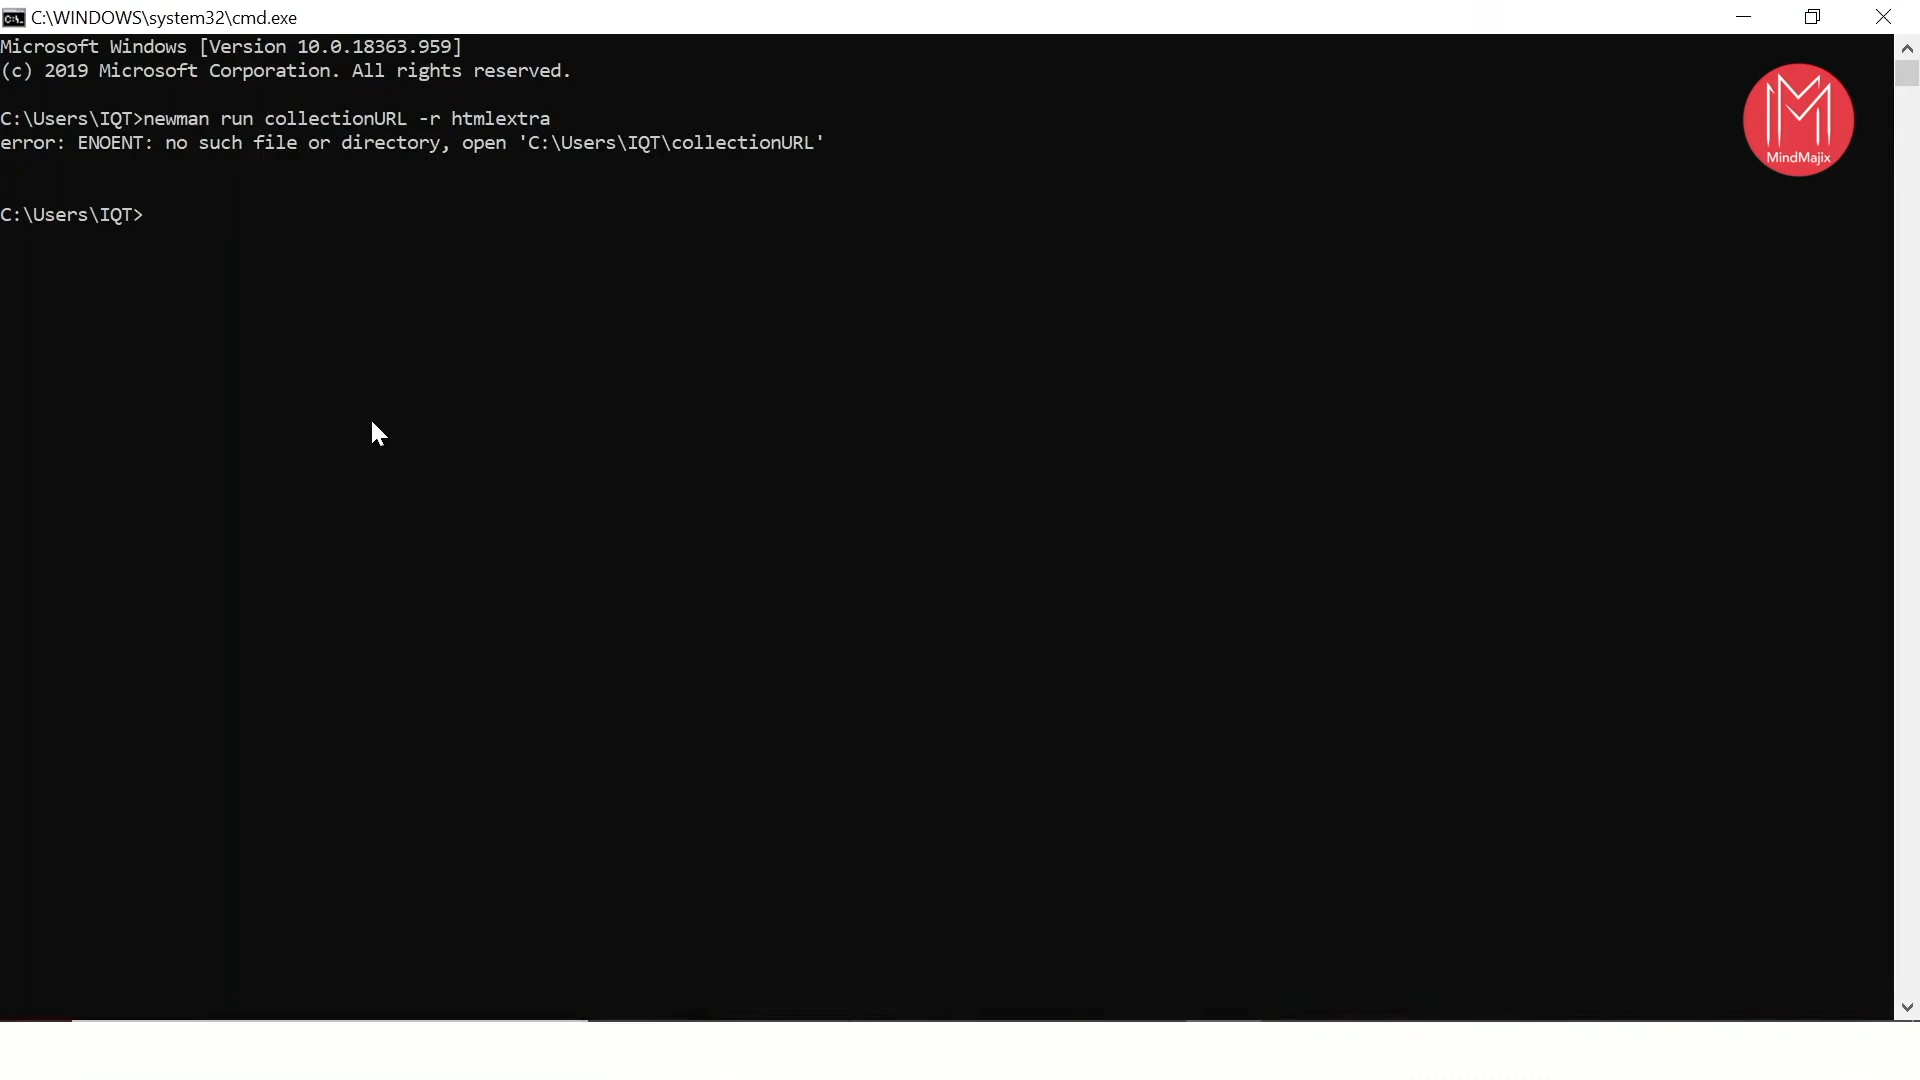 C:\WINDOWS\system32\cmd.exe
Microsoft Windows [Version 10.0.18363.959]
(c) 2019 Microsoft Corporation. All rights reserved.
C:\Users\IQT>newman run collectionURL -r htmlextra
error: ENOENT: no such file or directory, open 'C:\Users\IQT\collectionURL'
C:\Users\IQT>
MindMajix